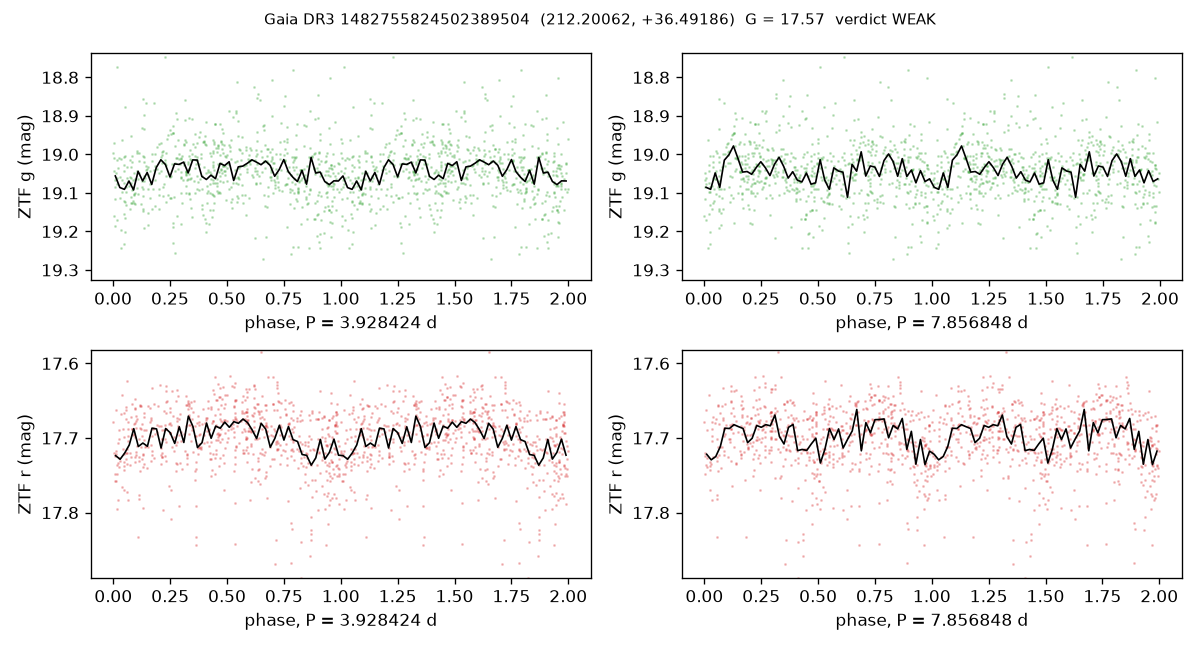 Gaia DR3 1482755824502389504 (212.20062, +36.49186) G = 17.57 verdict WEAK
ZTF g (mag)
18.8
18.9
19.0
19.1
19.2
19.3
0.00 0.25 0.50 0.75 1.00 1.25 1.50 1.75 2.00
phase, P = 3.928424 d
ZTF g (mag)
18.8
18.9
19.0
19.1
19.2
19.3
0.00 0.25 0.50 0.75 1.00 1.25 1.50 1.75 2.00
phase, P = 7.856848 d
ZTF r (mag)
17.6
17.7
17.8
0.00 0.25 0.50 0.75 1.00 1.25 1.50 1.75 2.00
phase, P = 3.928424 d
ZTF r (mag)
17.6
17.7
17.8
0.00 0.25 0.50 0.75 1.00 1.25 1.50 1.75 2.00
phase, P = 7.856848 d